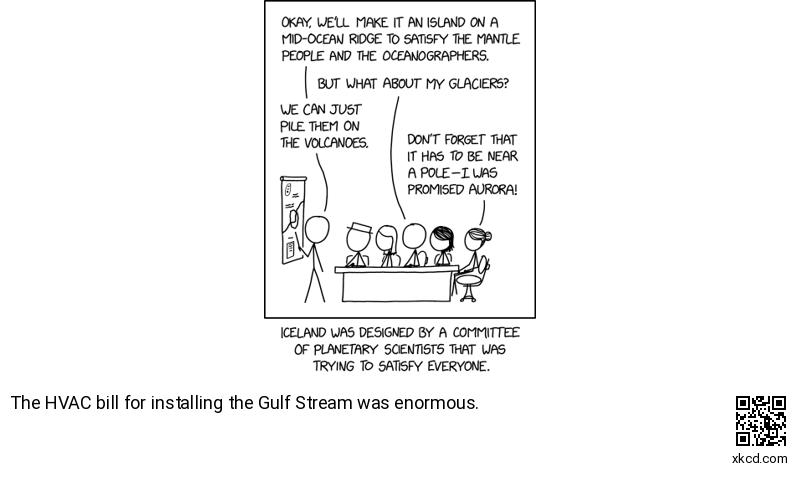 OKAY, WE'LL MAKE IT AN ISLAND ON A
MID-OCEAN RIDGE TO SATISFY THE MANTLE
PEOPLE AND THE OCEANOGRAPHERS.
BUT WHAT ABOUT MY GLACIERS?
WE CAN JUST
PILE THEM ON
THE VOLCANOES.
DON'T FORGET THAT
IT HAS TO BE NEAR
A POLE—I WAS
PROMISED AURORA!
ICELAND WAS DESIGNED BY A COMMITTEE
OF PLANETARY SCIENTISTS THAT WAS
TRYING TO SATISFY EVERYONE.
The HVAC bill for installing the Gulf Stream was enormous.
xkcd.com